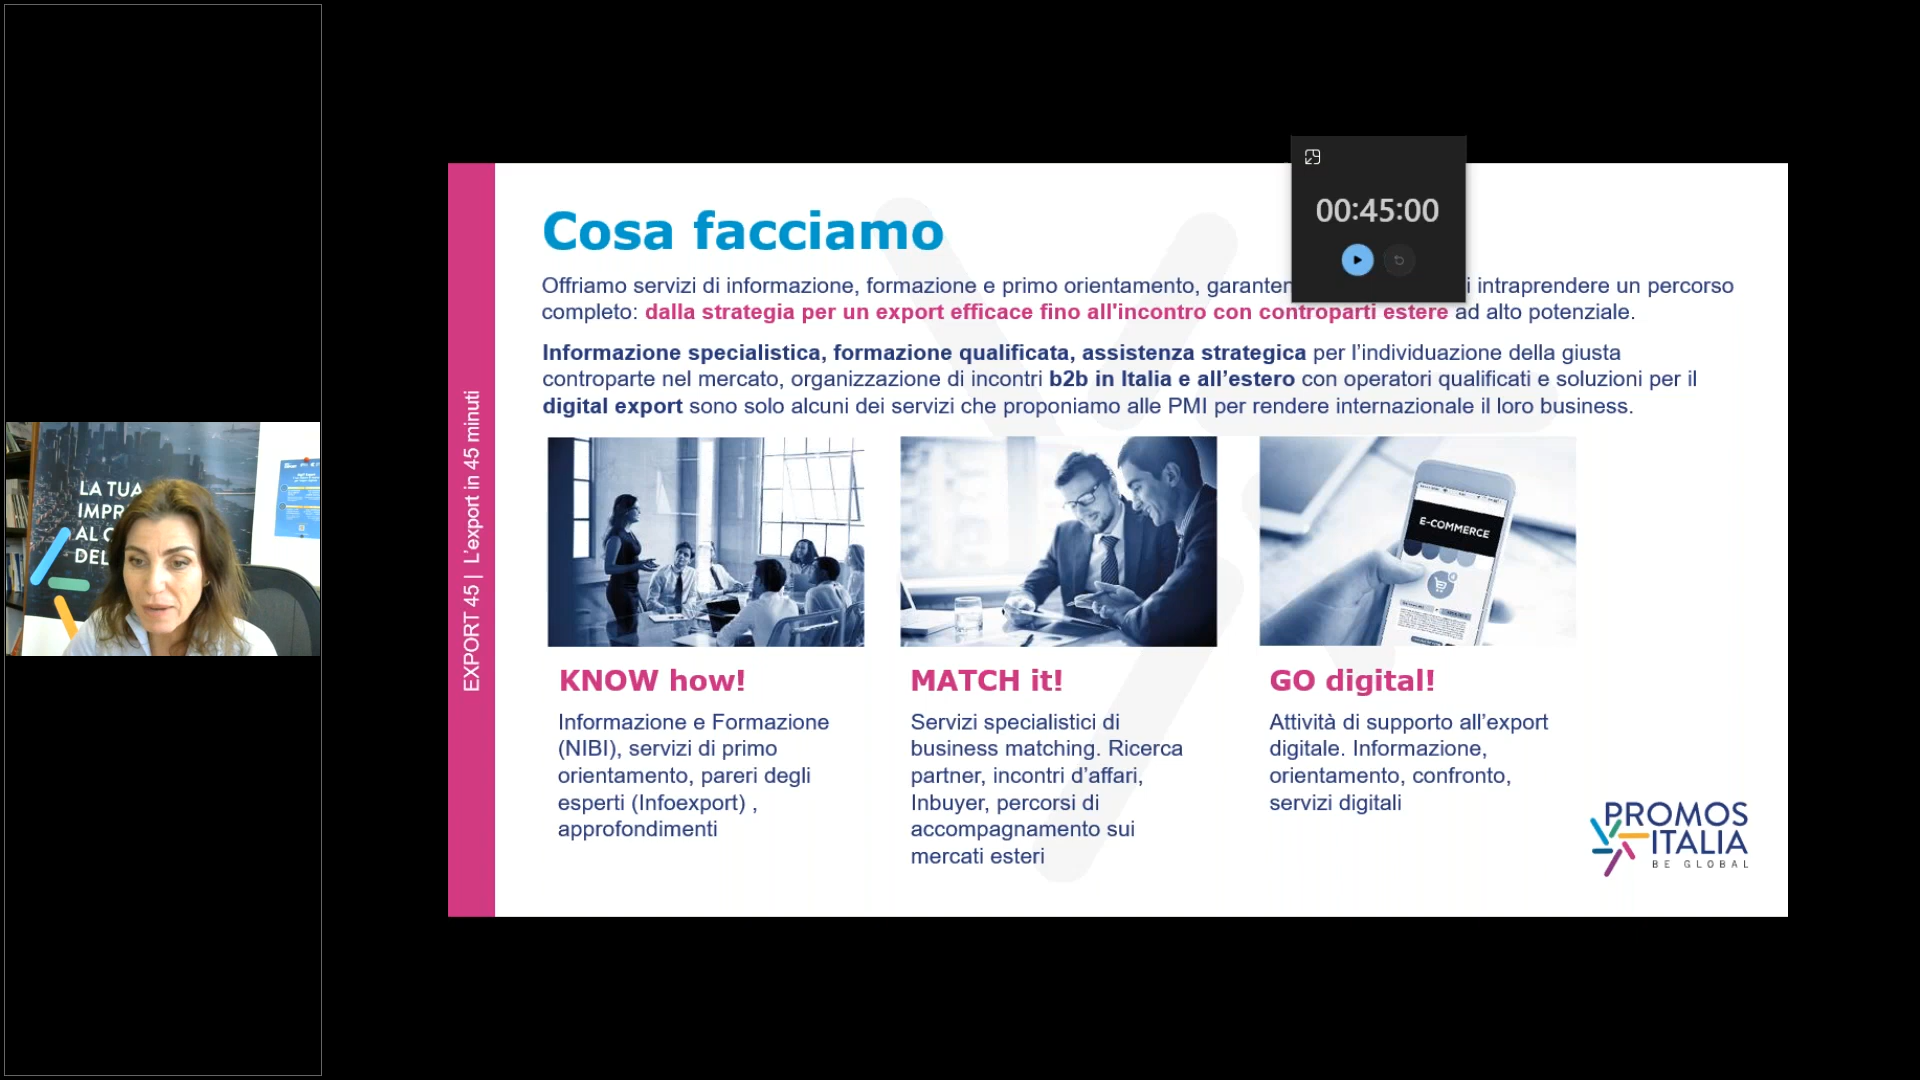 LA TUA
IMPR
AL C
DEL
EXPORT 45 | L'export in 45 minuti
00:45:00
Cosa facciamo
Offriamo servizi di informazione, formazione e primo orientamento, garanten i intraprendere un percorso
completo: dalla strategia per un export efficace fino all'incontro con controparti estere ad alto potenziale.
Informazione specialistica, formazione qualificata, assistenza strategica per l’individuazione della giusta
controparte nel mercato, organizzazione di incontri b2b in Italia e all’estero con operatori qualificati e soluzioni per il
digital export sono solo alcuni dei servizi che proponiamo alle PMI per rendere internazionale il loro business.
E-COMMERCE
KNOW how!
Informazione e Formazione
(NIBI), servizi di primo
orientamento, pareri degli
esperti (Infoexport) ,
approfondimenti
MATCH it!
Servizi specialistici di
business matching. Ricerca
partner, incontri d’affari,
Inbuyer, percorsi di
accompagnamento sui
mercati esteri
GO digital!
Attività di supporto all’export
digitale. Informazione,
orientamento, confronto,
servizi digitali
PROMOS
ITALIA
BE GLOBAL